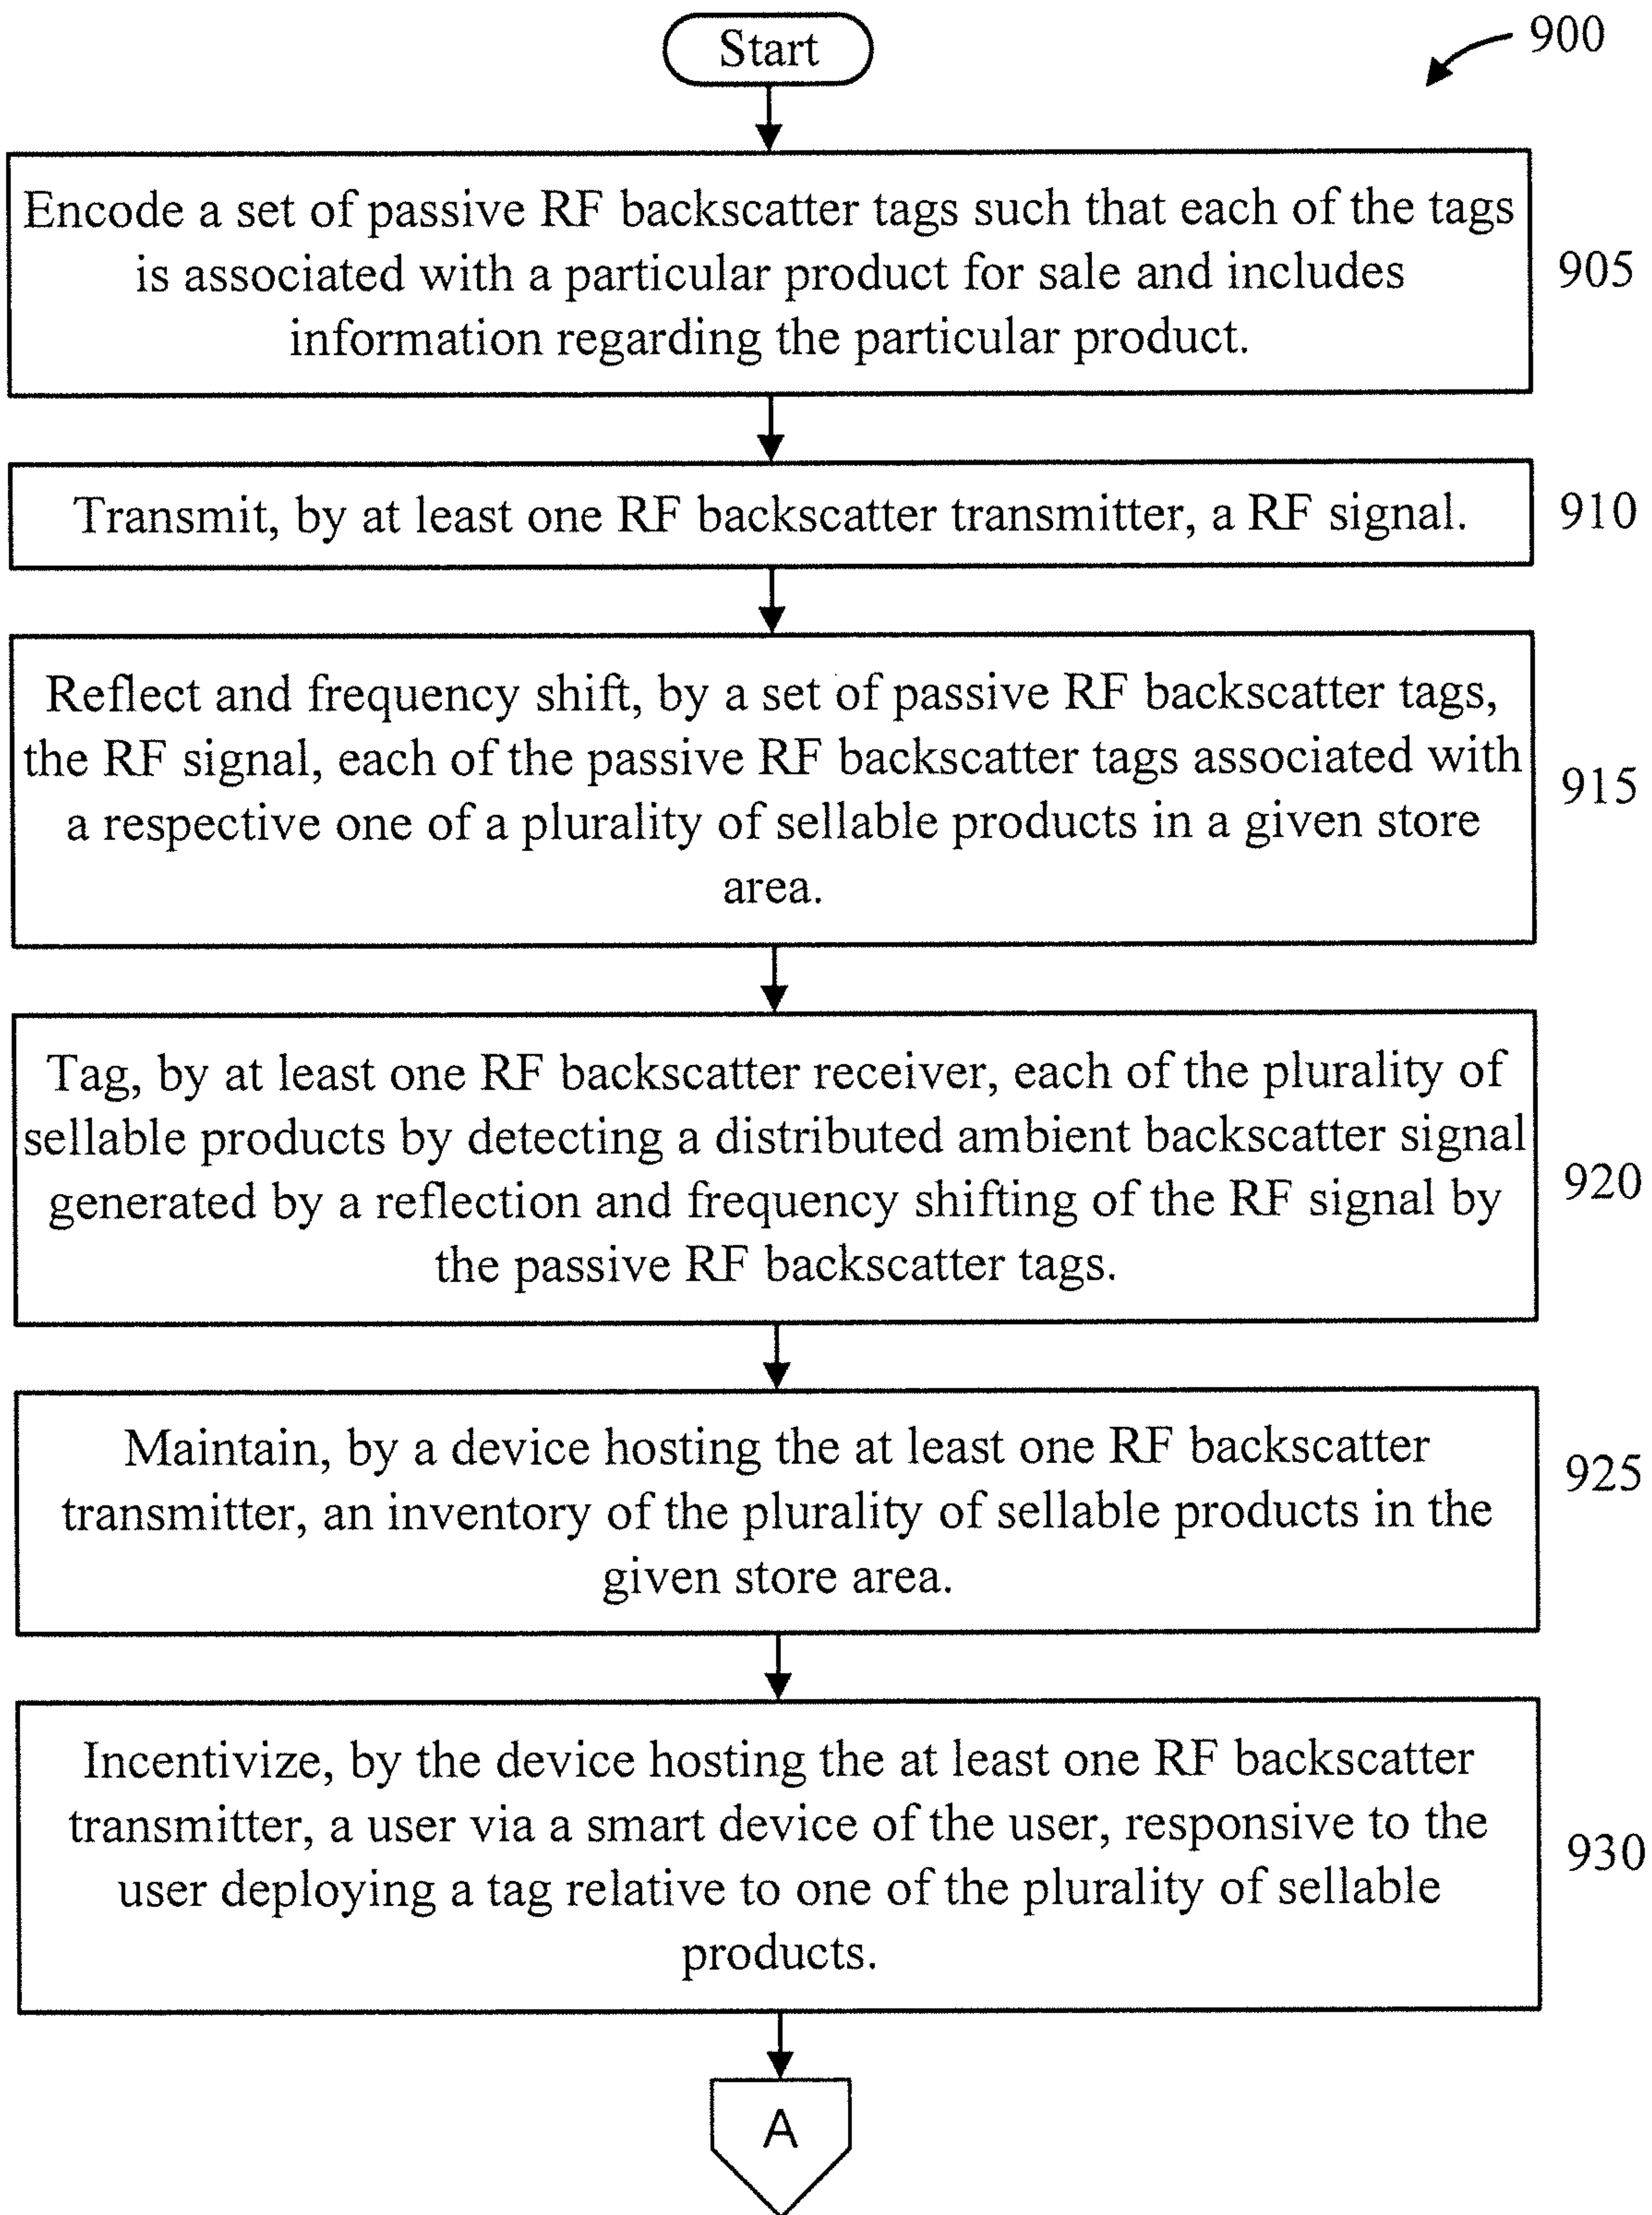 Start
900
Encode a set of passive RF backscatter tags such that each of the tags
is associated with a particular product for sale and includes
information regarding the particular product.
905
Transmit, by at least one RF backscatter transmitter, a RF signal.
910
Reflect and frequency shift, by a set of passive RF backscatter tags,
the RF signal, each of the passive RF backscatter tags associated with
a respective one of a plurality of sellable products in a given store
area.
915
Tag, by at least one RF backscatter receiver, each of the plurality of
sellable products by detecting a distributed ambient backscatter signal
generated by a reflection and frequency shifting of the RF signal by
the passive RF backscatter tags.
920
Maintain, by a device hosting the at least one RF backscatter
transmitter, an inventory of the plurality of sellable products in the
given store area.
925
Incentivize, by the device hosting the at least one RF backscatter
transmitter, a user via a smart device of the user, responsive to the
user deploying a tag relative to one of the plurality of sellable
products.
930
A